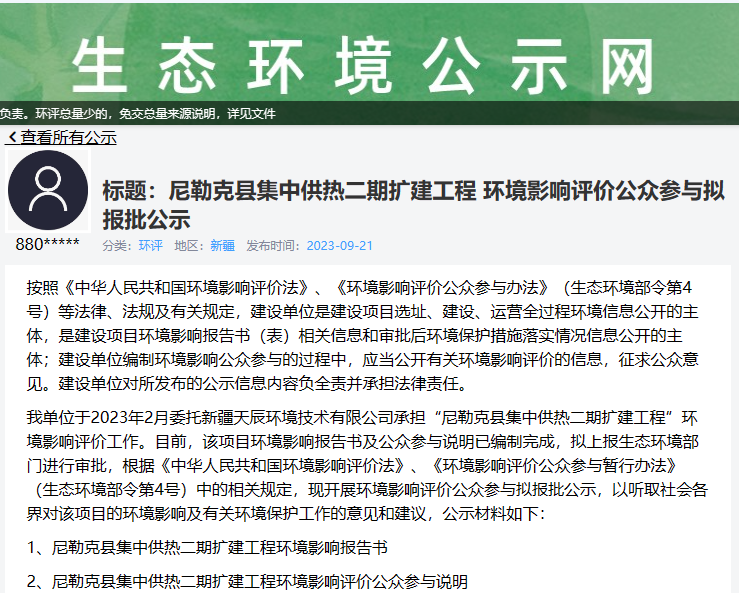 生态环境公示网
负责。环评总量少的，免交总量来源说明，详见文件
查看所有公示
标题：尼勒克县集中供热二期扩建工程 环境影响评价公众参与拟
报批公示
880*****
分类：环评 地区：新疆 发布时间：2023-09-21
按照《中华人民共和国环境影响评价法》、《环境影响评价公众参与办法》（生态环境部令第4
号）等法律、法规及有关规定，建设单位是建设项目选址、建设、运营全过程环境信息公开的主
体，是建设项目环境影响报告书（表）相关信息和审批后环境保护措施落实情况信息公开的主
体；建设单位编制环境影响公众参与的过程中，应当公开有关环境影响评价的信息，征求公众意
见。建设单位对所发布的公示信息内容负全责并承担法律责任。
我单位于2023年2月委托新疆天辰环境技术有限公司承担“尼勒克县集中供热二期扩建工程”环
境影响评价工作。目前，该项目环境影响报告书及公众参与说明已编制完成，拟上报生态环境部
门进行审批，根据《中华人民共和国环境影响评价法》、《环境影响评价公众参与暂行办法》
（生态环境部令第4号）中的相关规定，现开展环境影响评价公众参与拟报批公示，以听取社会各
界对该项目的环境影响及有关环境保护工作的意见和建议，公示材料如下：
1、尼勒克县集中供热二期扩建工程环境影响报告书
2、尼勒克县集中供热二期扩建工程环境影响评价公众参与说明